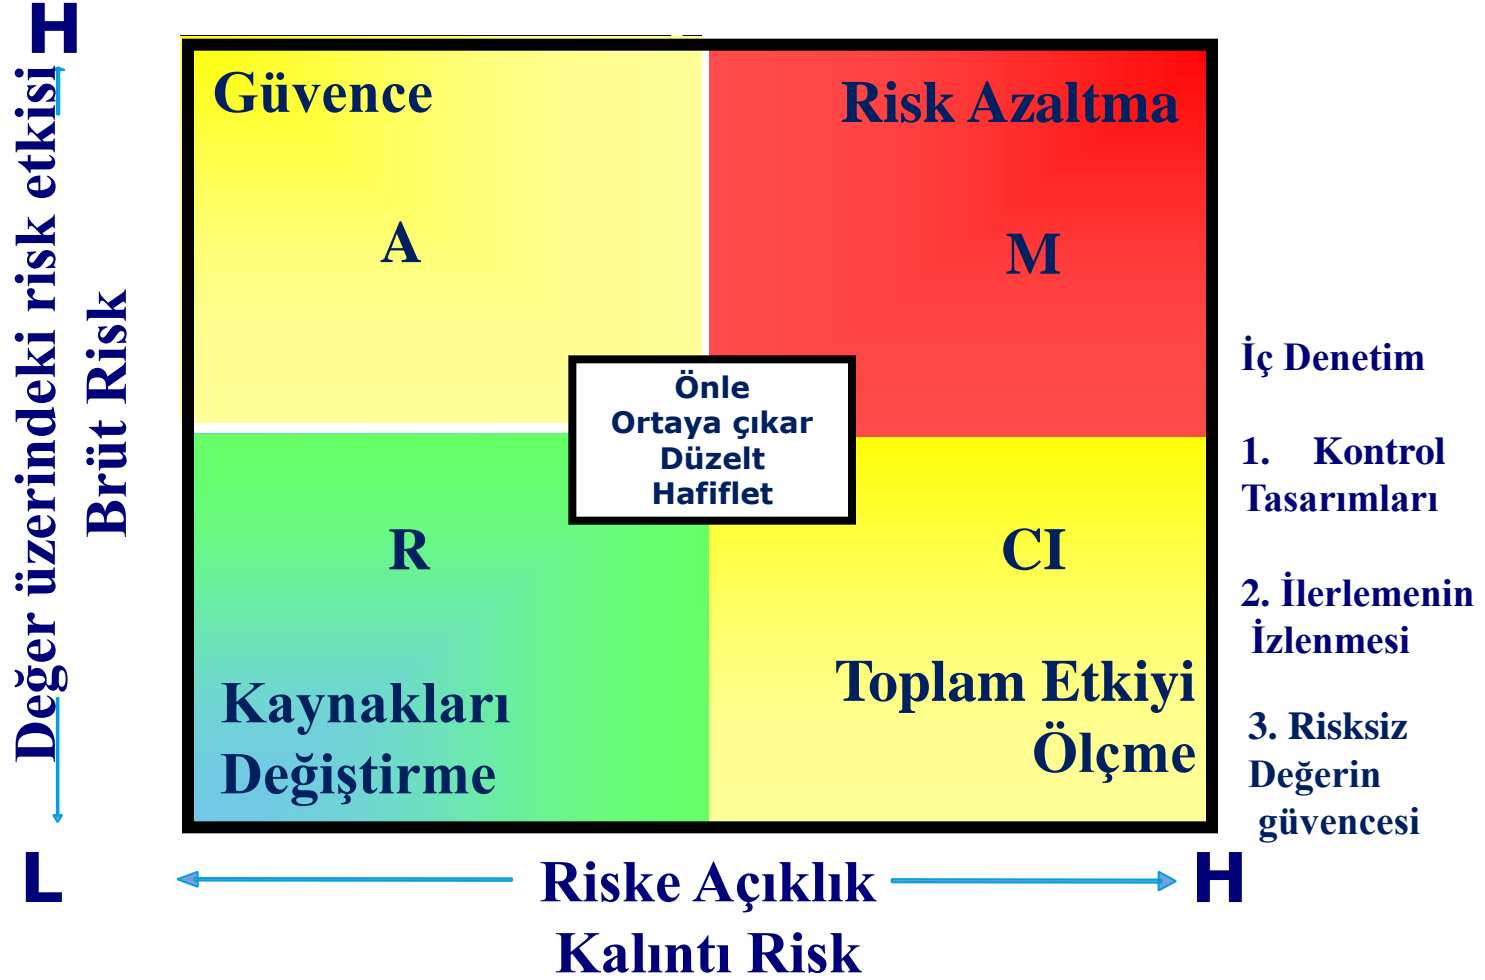 H
Değer üzerindeki risk etkisi
Brüt Risk
Güvence
A
Risk Azaltma
M
Önle
Ortaya çıkar
Düzelt
Hafiflet
R
Kaynakları
Değiştirme
CI
Toplam Etkiyi
Ölçme
İç Denetim
1. Kontrol
Tasarımları
2. İlerlemenin
İzlenmesi
3. Risksiz
Değerin
güvencesi
L
Riske Açıklık
H
Kalıntı Risk